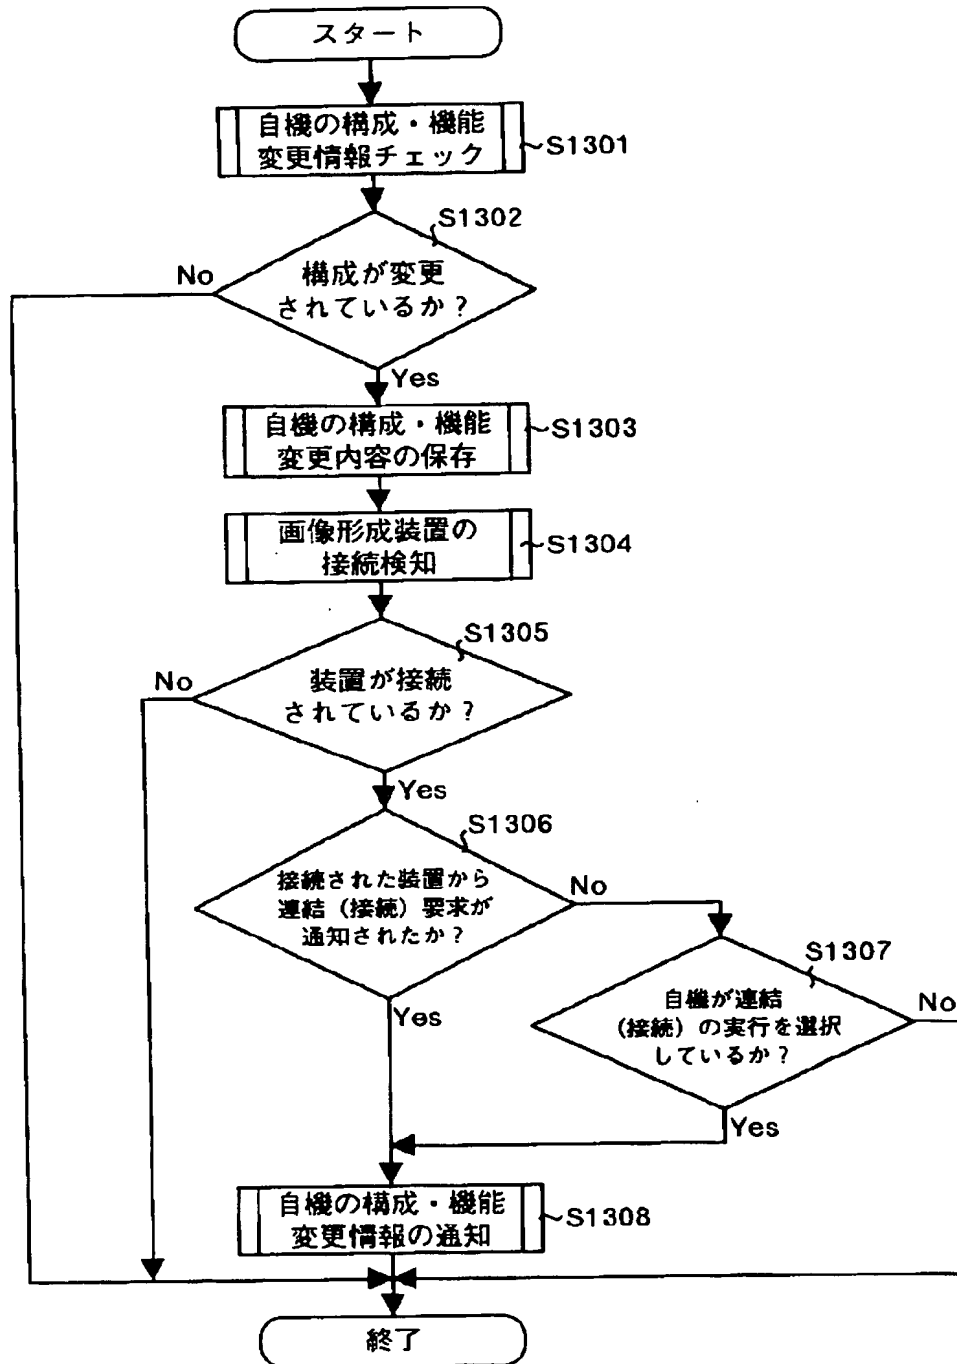 スタート
自機の構成・機能
変更情報チェック
S1301
S1302
No
構成が変更
されているか？
Yes
自機の構成・機能
変更内容の保存
S1303
画像形成装置の
接続検知
S1304
S1305
No
装置が接続
されているか？
Yes
S1306
接続された装置から
連結（接続）要求が
通知されたか？
No
S1307
自機が連結
（接続）の実行を選択
しているか？
No
Yes
Yes
自機の構成・機能
変更情報の通知
S1308
終了